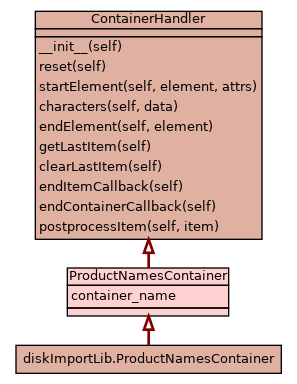 ContainerHandler
__init__(self)
reset(self)
startElement(self, element, attrs)
characters(self, data)
endElement(self, element)
getLastItem(self)
clearLastItem(self)
endItemCallback(self)
endContainerCallback(self)
postprocessItem(self, item)
ProductNamesContainer
container_name
diskImportLib.ProductNamesContainer